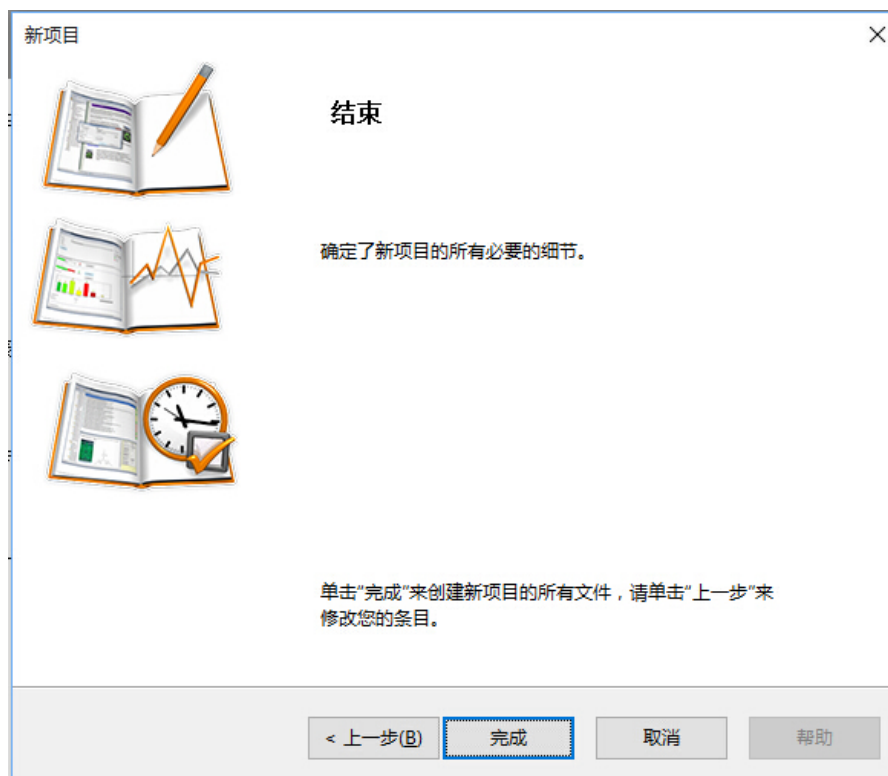 新项目
结束
确定了新项目的所有必要的细节。
单击“完成”来创建新项目的所有文件，请单击“上一步”来
修改您的条目。
< 上一步(B) 完成 取消 帮助